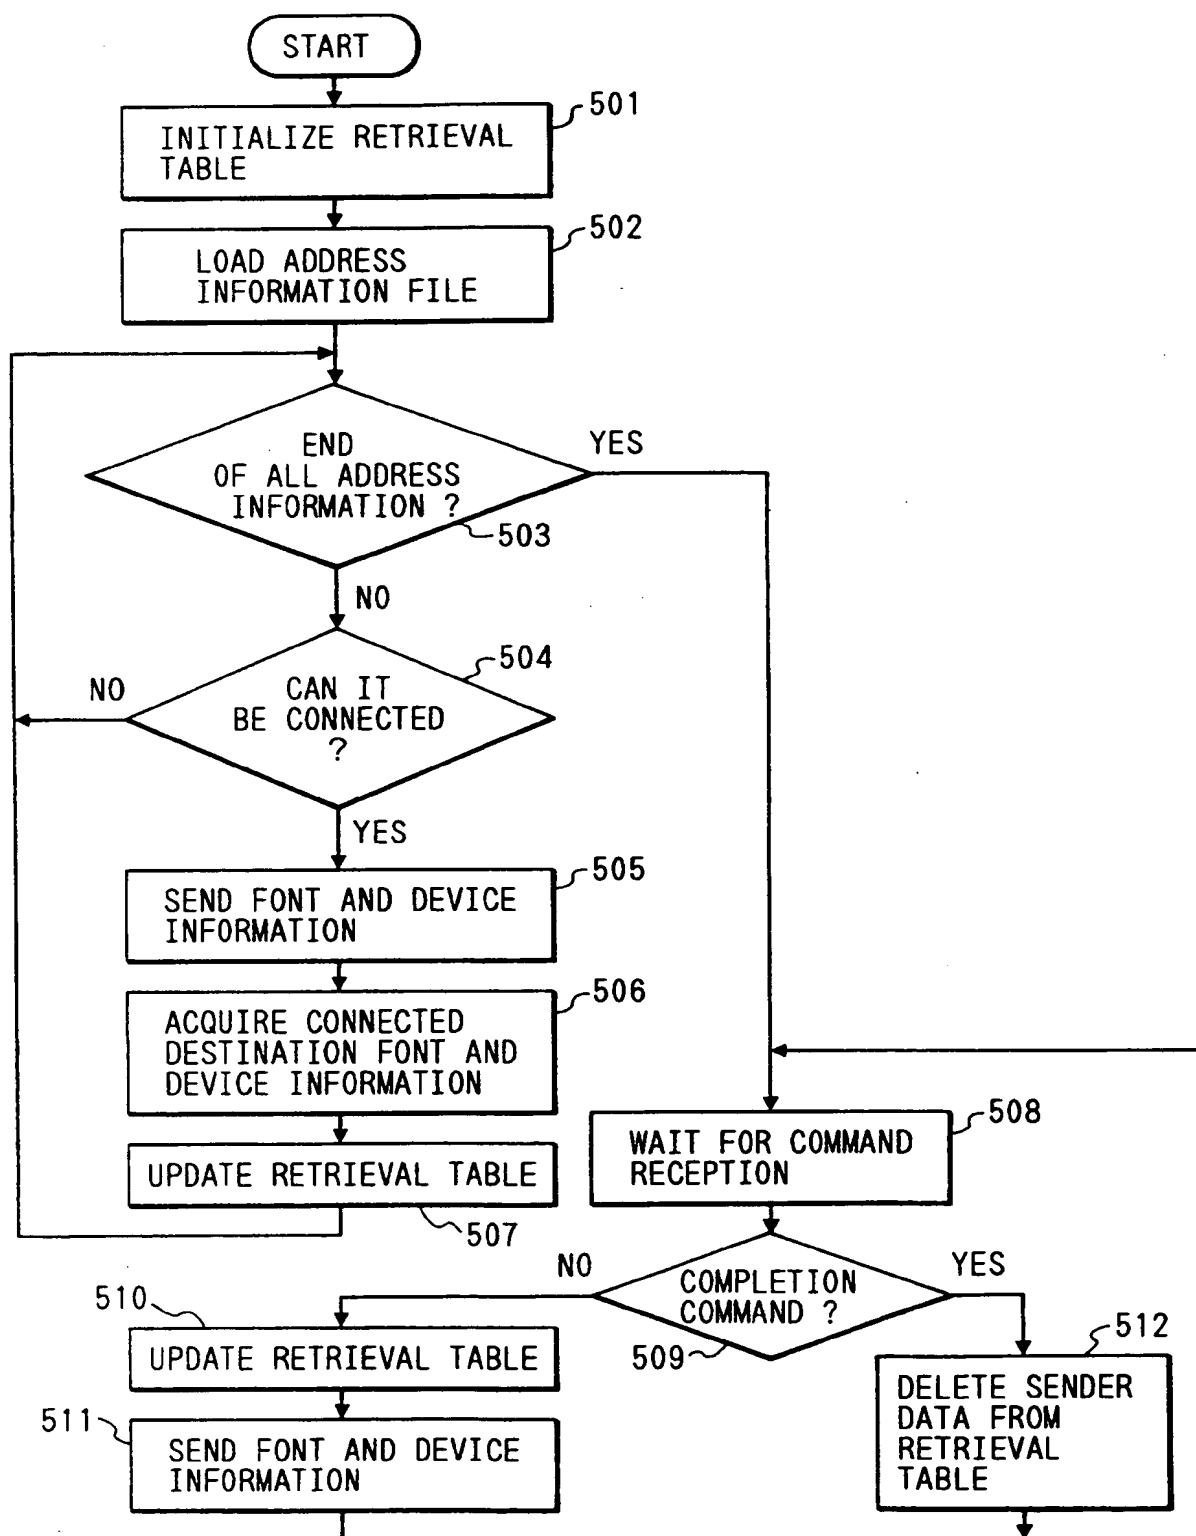 START
501
INITIALIZE RETRIEVAL
TABLE
502
LOAD ADDRESS
INFORMATION FILE
END
OF ALL ADDRESS
INFORMATION ?
YES
503
NO
504
CAN IT
BE CONNECTED
?
NO
YES
505
SEND FONT AND DEVICE
INFORMATION
506
ACQUIRE CONNECTED
DESTINATION FONT AND
DEVICE INFORMATION
UPDATE RETRIEVAL TABLE
507
508
WAIT FOR COMMAND
RECEPTION
NO
YES
COMPLETION
COMMAND ?
509
510
UPDATE RETRIEVAL TABLE
511
SEND FONT AND DEVICE
INFORMATION
512
DELETE SENDER
DATA FROM
RETRIEVAL
TABLE